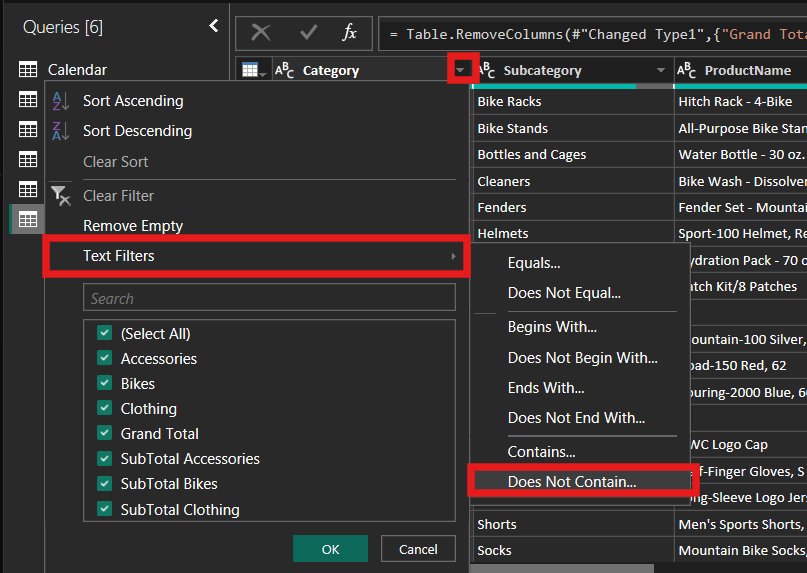 Queries [6]
fx
= Table.RemoveColumns(#"Changed Type1",{"Grand Tota
Calendar
ABC Category
ABC Subcategory
ABC ProductName
Sort Ascending
Sort Descending
Clear Sort
Clear Filter
Remove Empty
Text Filters
Search
(Select All)
Accessories
Bikes
Clothing
Grand Total
SubTotal Accessories
SubTotal Bikes
SubTotal Clothing
OK
Cancel
Bike Racks
Hitch Rack - 4-Bike
Bike Stands
All-Purpose Bike Stan
Bottles and Cages
Water Bottle - 30 oz.
Cleaners
Bike Wash - Dissolver
Fenders
Fender Set - Mountai
Helmets
Sport-100 Helmet, Re
ydration Pack - 70 o
atch Kit/8 Patches
ountain-100 Silver,
oad-150 Red, 62
ouring-2000 Blue, 60
WC Logo Cap
lf-Finger Gloves, S
ng-Sleeve Logo Jers
Equals...
Does Not Equal...
Begins With...
Does Not Begin With...
Ends With...
Does Not End With...
Contains...
Does Not Contain...
Shorts
Men's Sports Shorts,
Socks
Mountain Bike Socks,